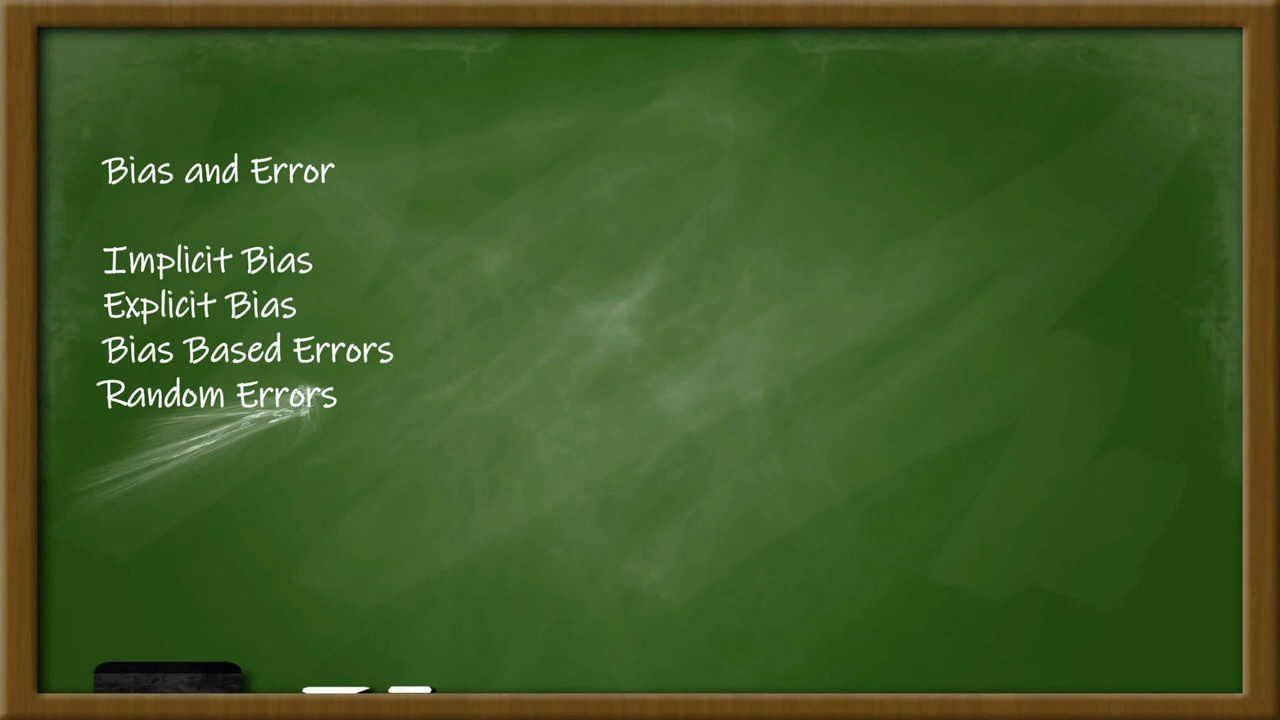 Bias and Error
Implicit Bias
Explicit Bias
Bias Based Errors
Random Errors